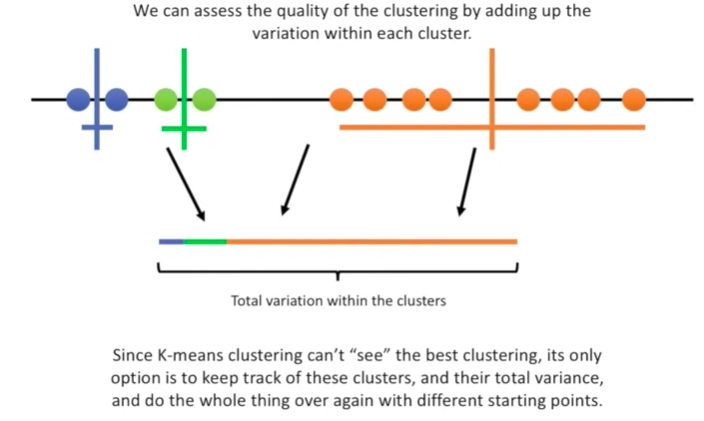 We can assess the quality of the clustering by adding up the
variation within each cluster.
Total variation within the clusters
Since K-means clustering can't “see” the best clustering, its only
option is to keep track of these clusters, and their total variance,
and do the whole thing over again with different starting points.